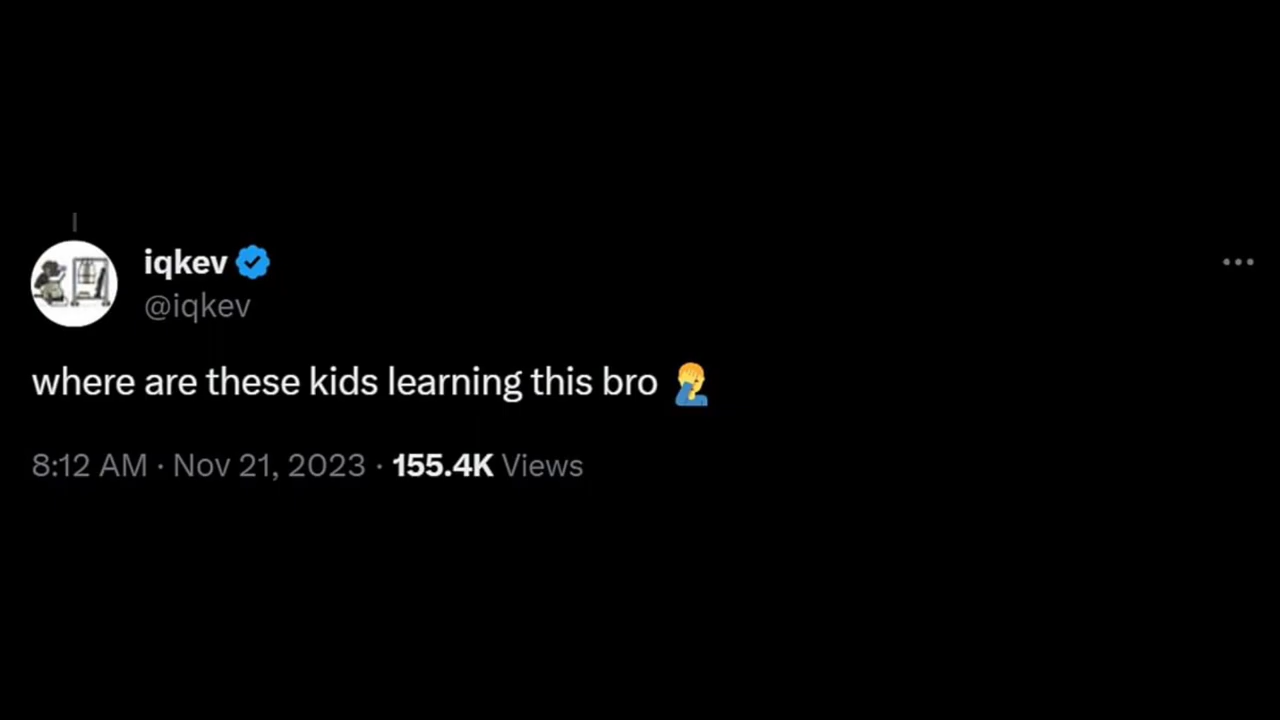 iqkev
@iqkev
where are these kids learning this bro 🤦‍♂️
8:12 AM · Nov 21, 2023 · 155.4K Views